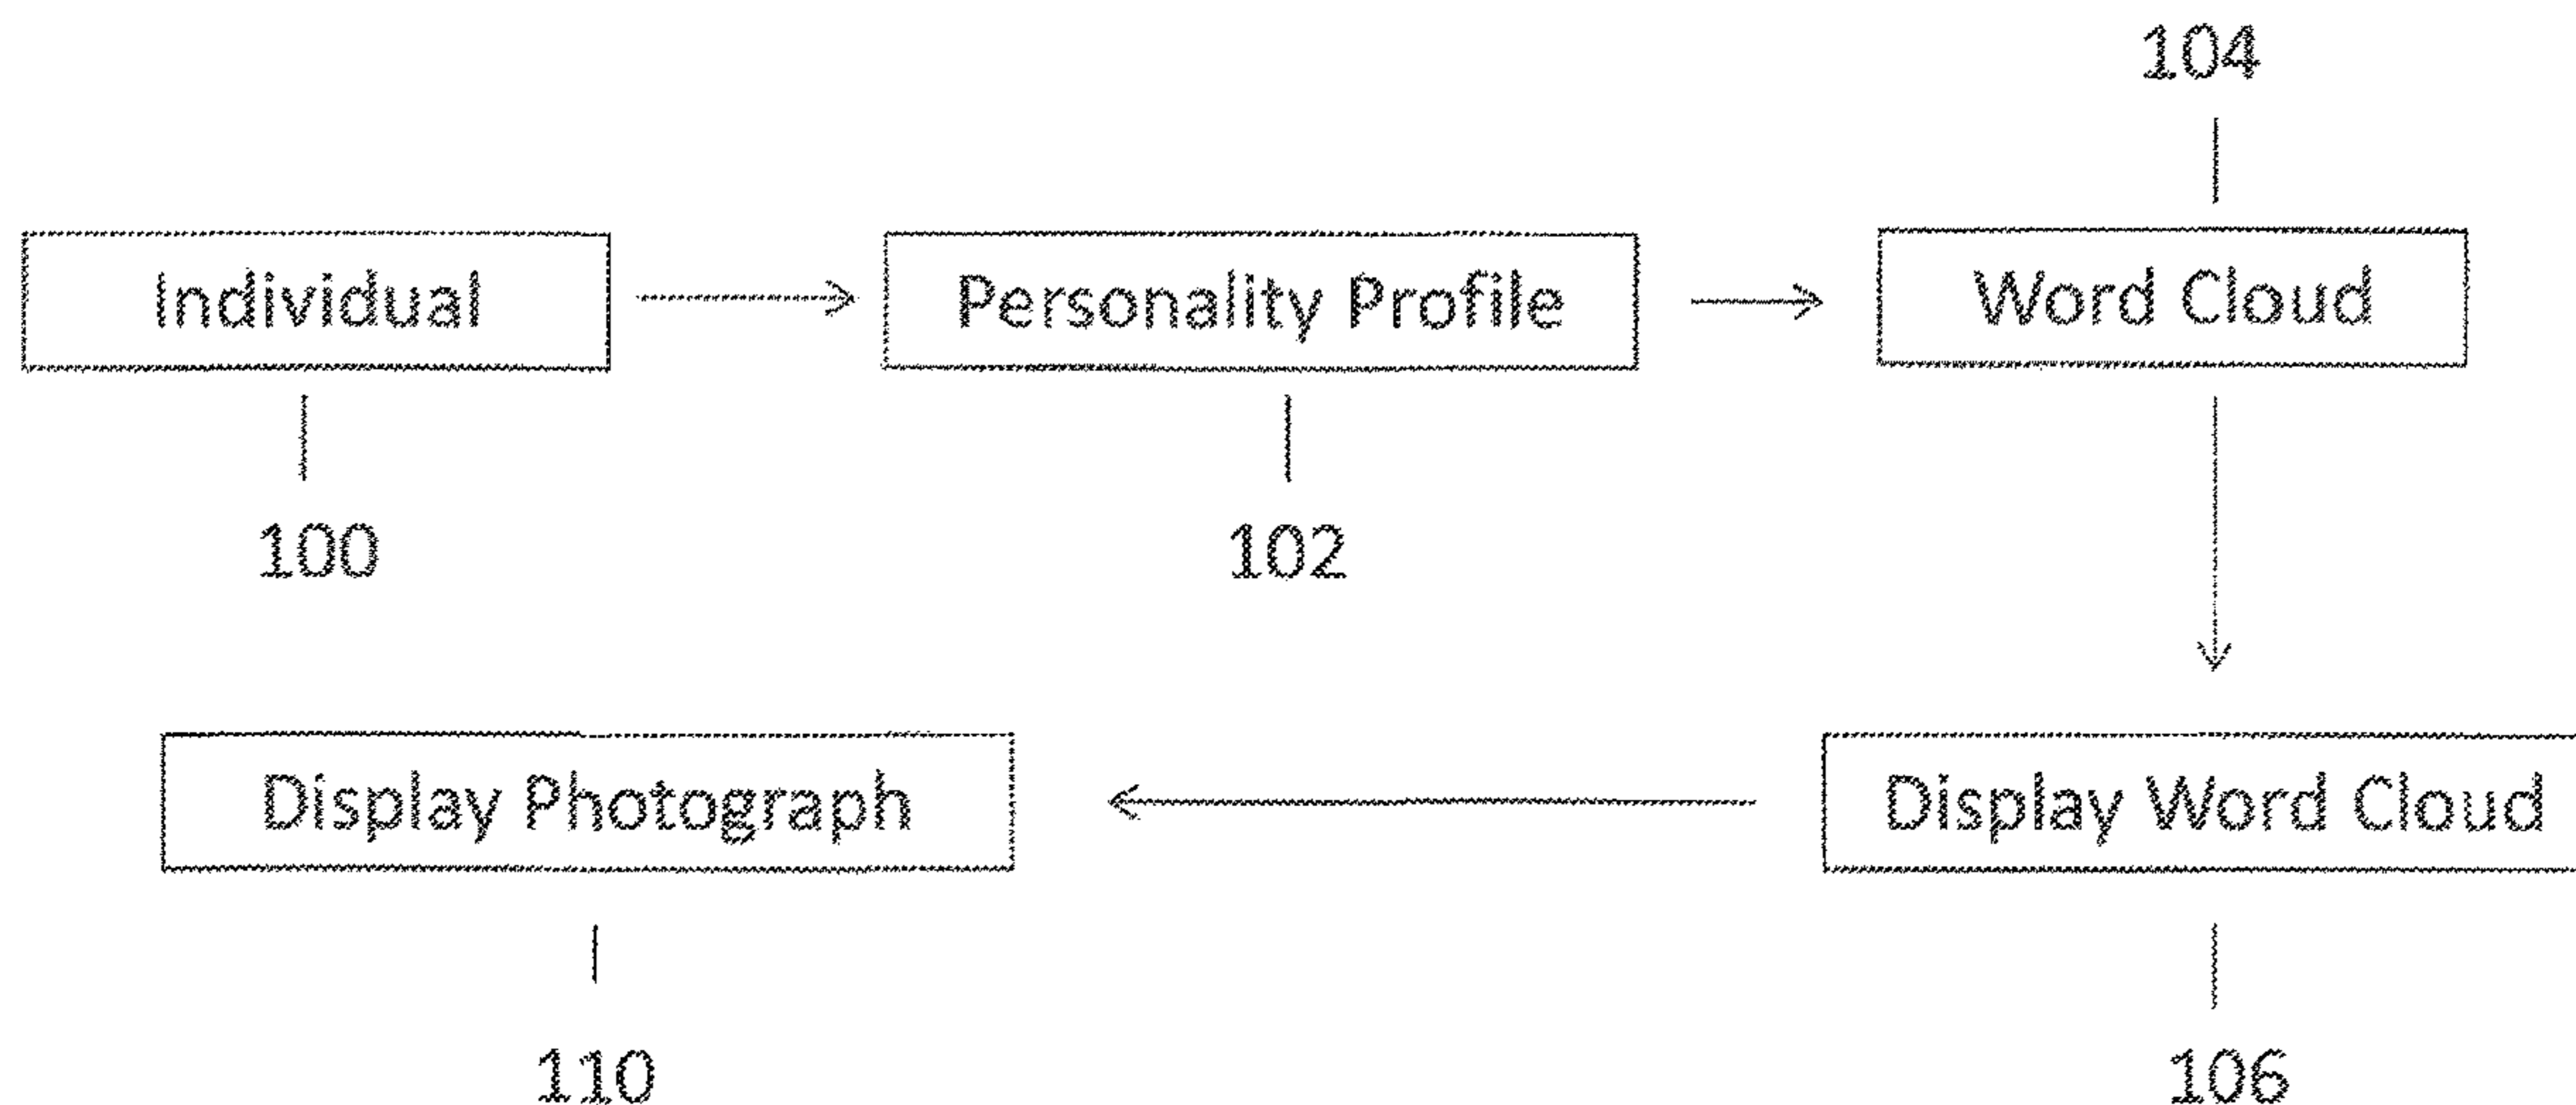 104
Individual
Personality Profile
Word Cloud
100
102
Display Photograph
Display Word Cloud
110
106